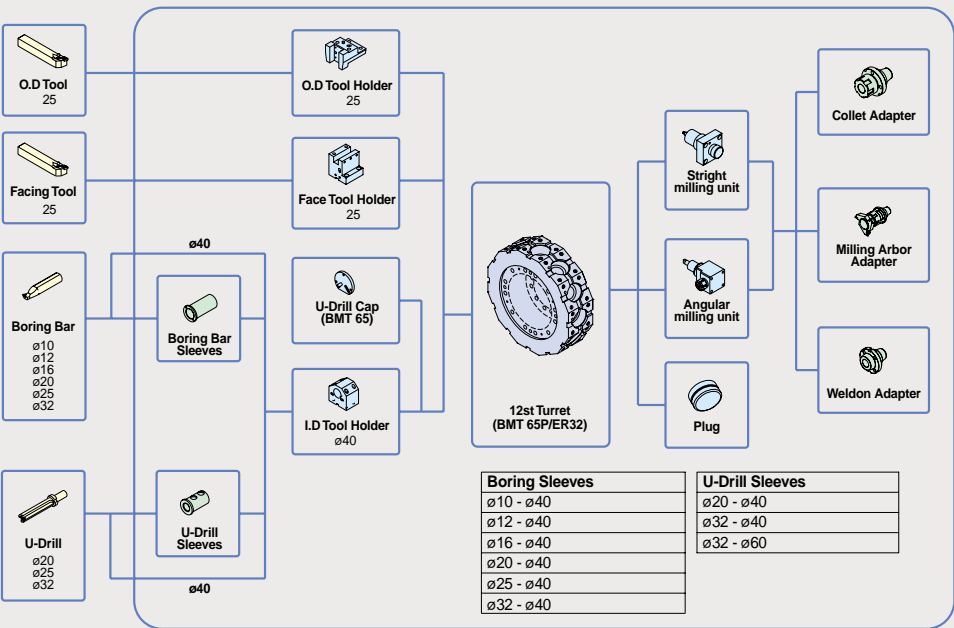 O.D Tool
25
Facing Tool
25
Boring Bar
ø10
ø12
ø16
ø20
ø25
ø32
U-Drill
ø20
ø25
ø32
ø40
Boring Bar
Sleeves
U-Drill
Sleeves
ø40
O.D Tool Holder
25
Face Tool Holder
25
U-Drill Cap
(BMT 65)
I.D Tool Holder
ø40
12st Turret
(BMT 65P/ER32)
Stright
milling unit
Angular
milling unit
Plug
Collet Adapter
Milling Arbor
Adapter
Weldon Adapter
Boring Sleeves
ø10 - ø40
ø12 - ø40
ø16 - ø40
ø20 - ø40
ø25 - ø40
ø32 - ø40
U-Drill Sleeves
ø20 - ø40
ø32 - ø40
ø32 - ø60